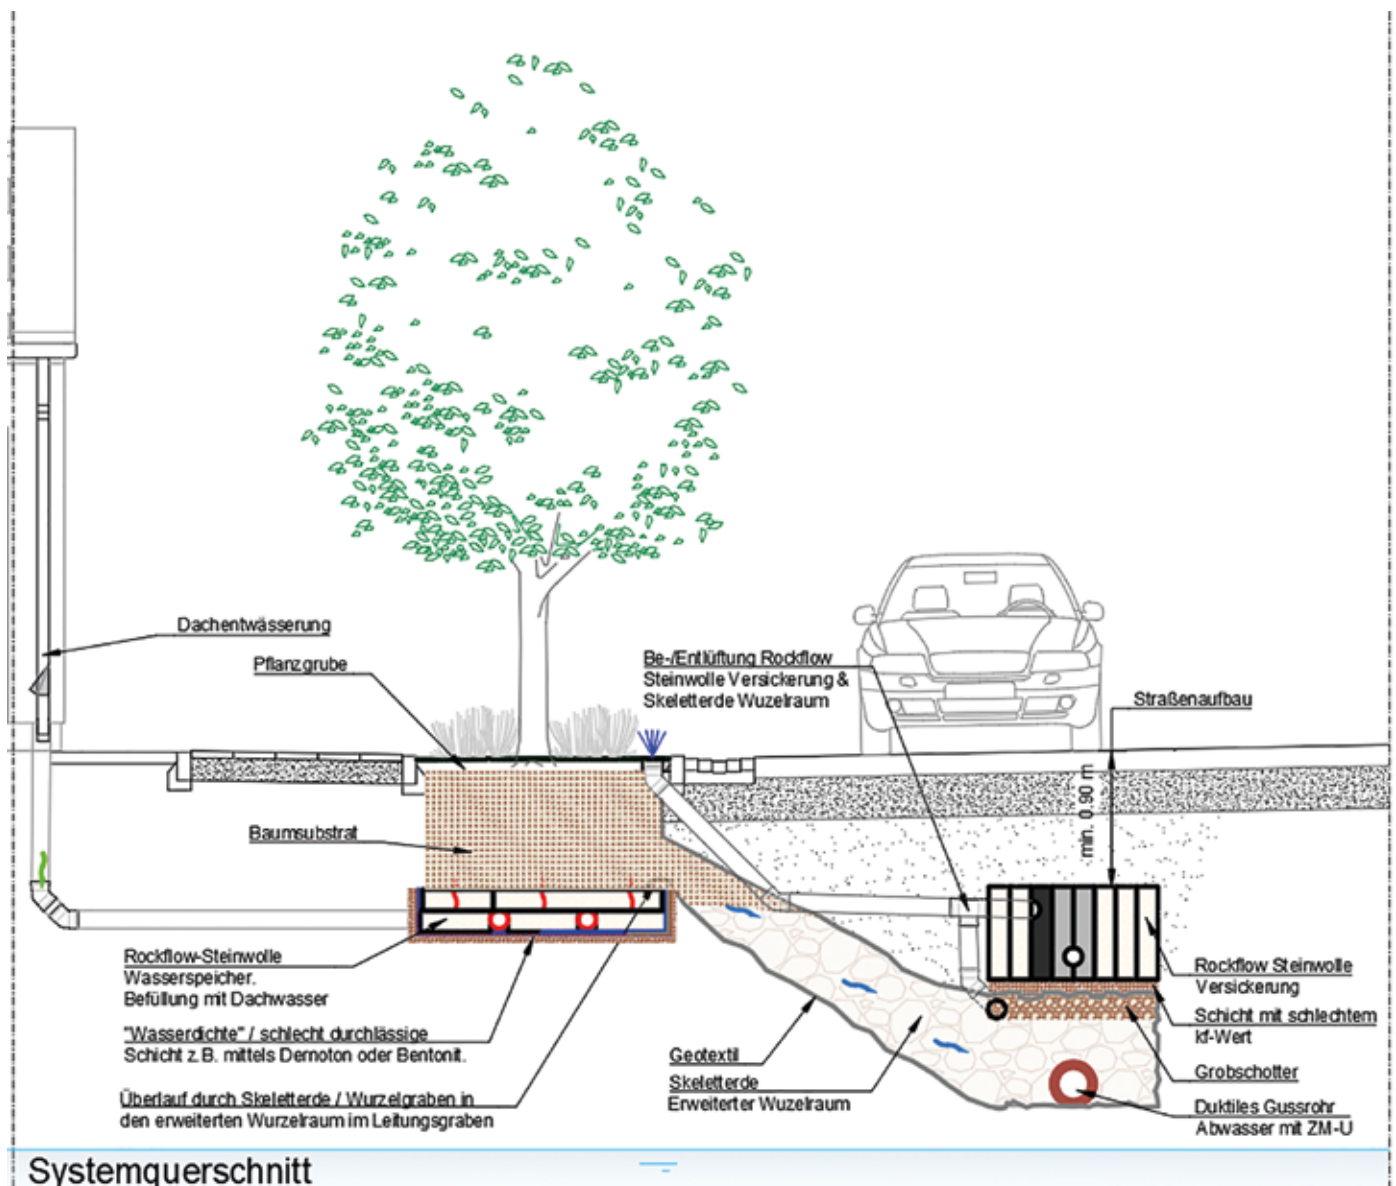 Dachentwässerung
Pflanzgrube
Be-/Entlüftung Rockflow
Steinwolle Versickerung &
Skeletterde Wuzelraum
Straßenaufbau
min. 0.90 m
Baumsubstrat
Rockflow-Steinwolle
Wasserspeicher.
Befüllung mit Dachwasser
"Wasserdichte" / schlecht durchlässige
Schicht z.B. mittels Dernoton oder Bentonit.
Überlauf durch Skeletterde / Wurzelgraben in
den erweiterten Wurzelraum im Leitungsgraben
Geotextil
Skeletterde
Erweiterter Wuzelraum
Rockflow Steinwolle
Versickerung
Schicht mit schlechtem
kf-Wert
Grobschotter
Duktiles Gussrohr
Abwasser mit ZM-U
Systemquerschnitt